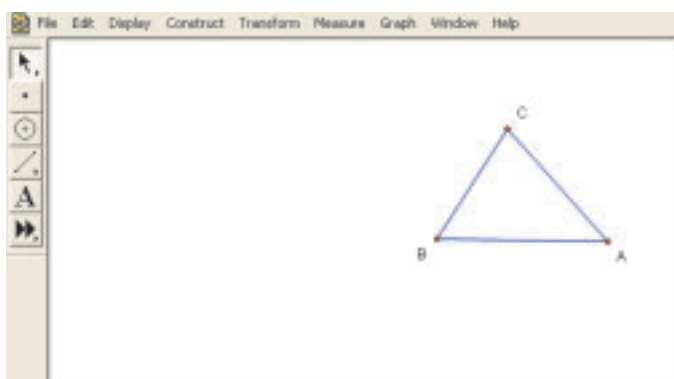 File Edit Display Construct Transform Measure Graph Window Help
C
A
B A